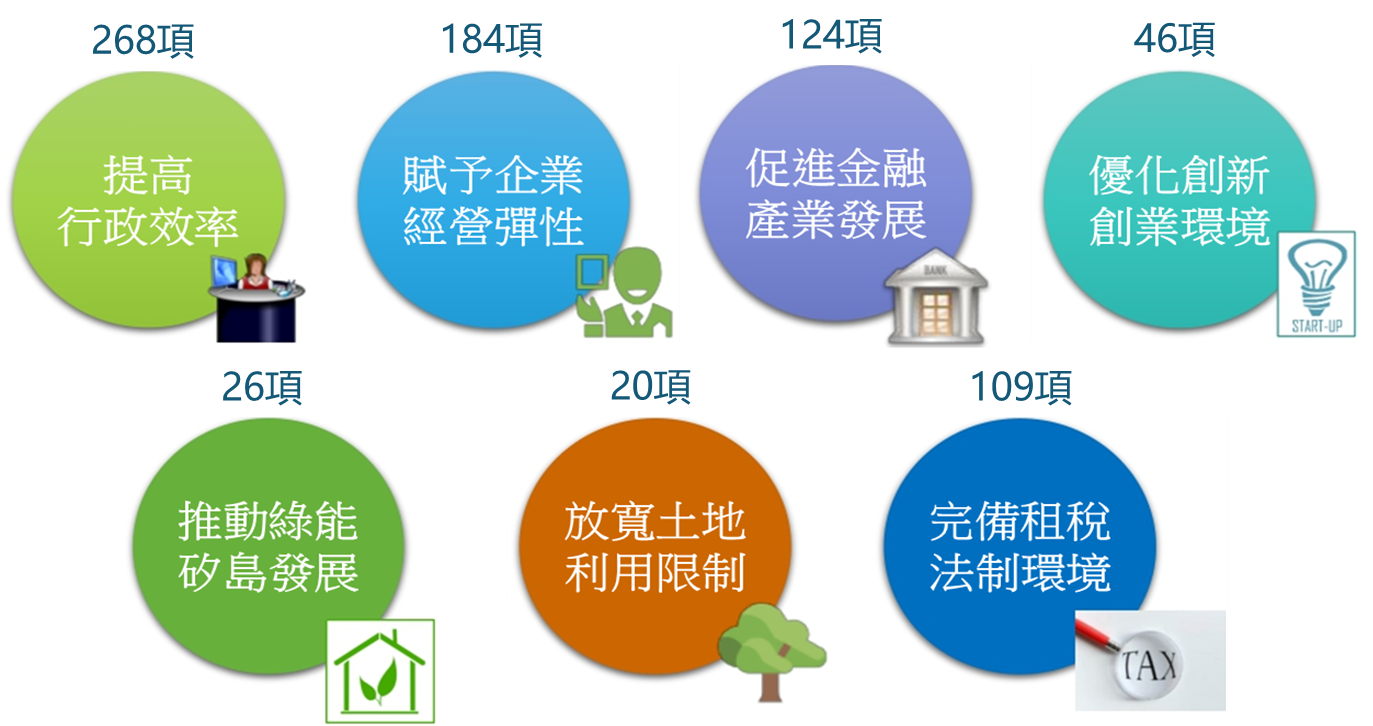 268項
184項
124項
46項
提高
行政效率
賦予企業
經營彈性
促進金融
產業發展
BANK
優化創新
創業環境
START-UP
26項
20項
109項
推動綠能
矽島發展
放寬土地
利用限制
完備租稅
法制環境
TAX